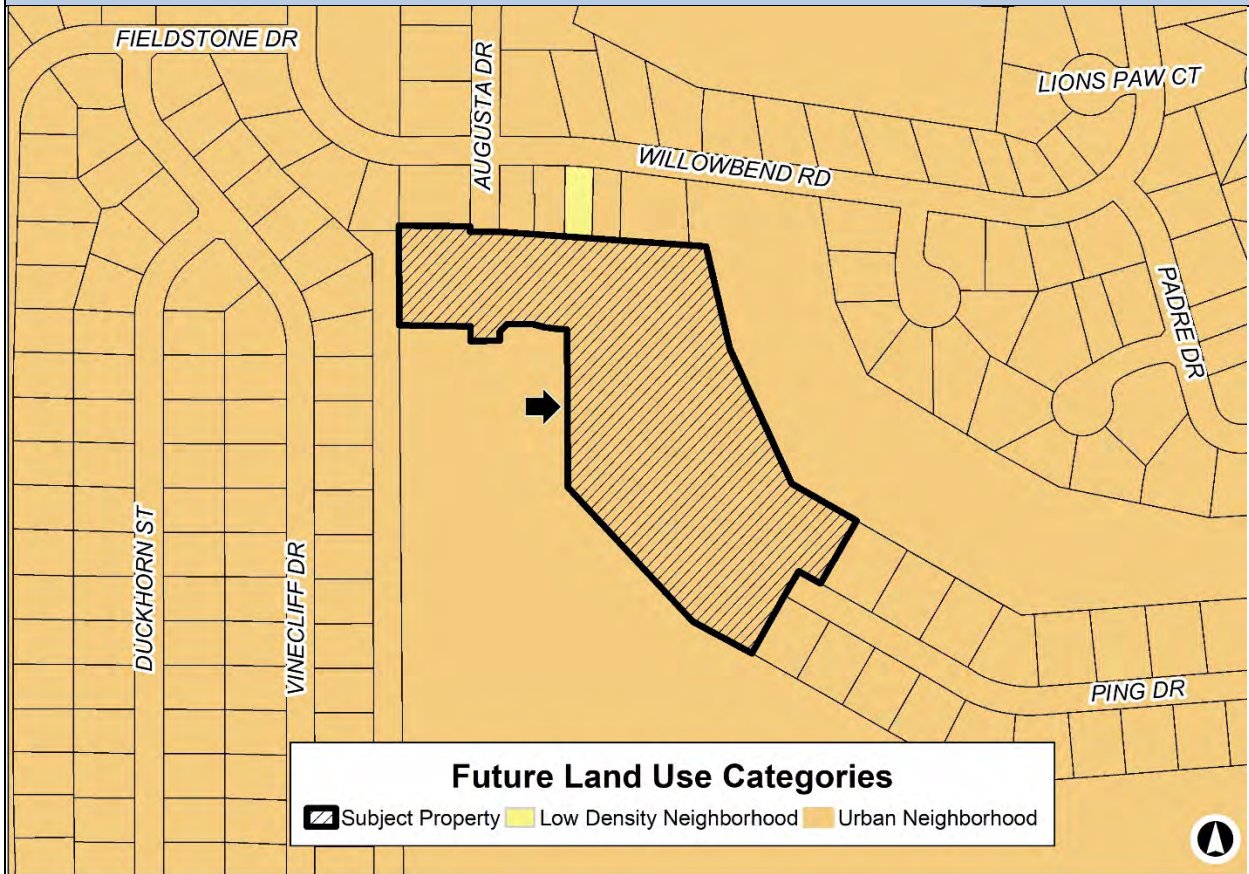 FIELDSTONE DR
AUGUSTA DR
LIONS PAW CT
WILLOWBEND RD
PADRE DR
DUCKHORN ST
VINECLIFF DR
PING DR
Future Land Use Categories
Subject Property Low Density Neighborhood Urban Neighborhood